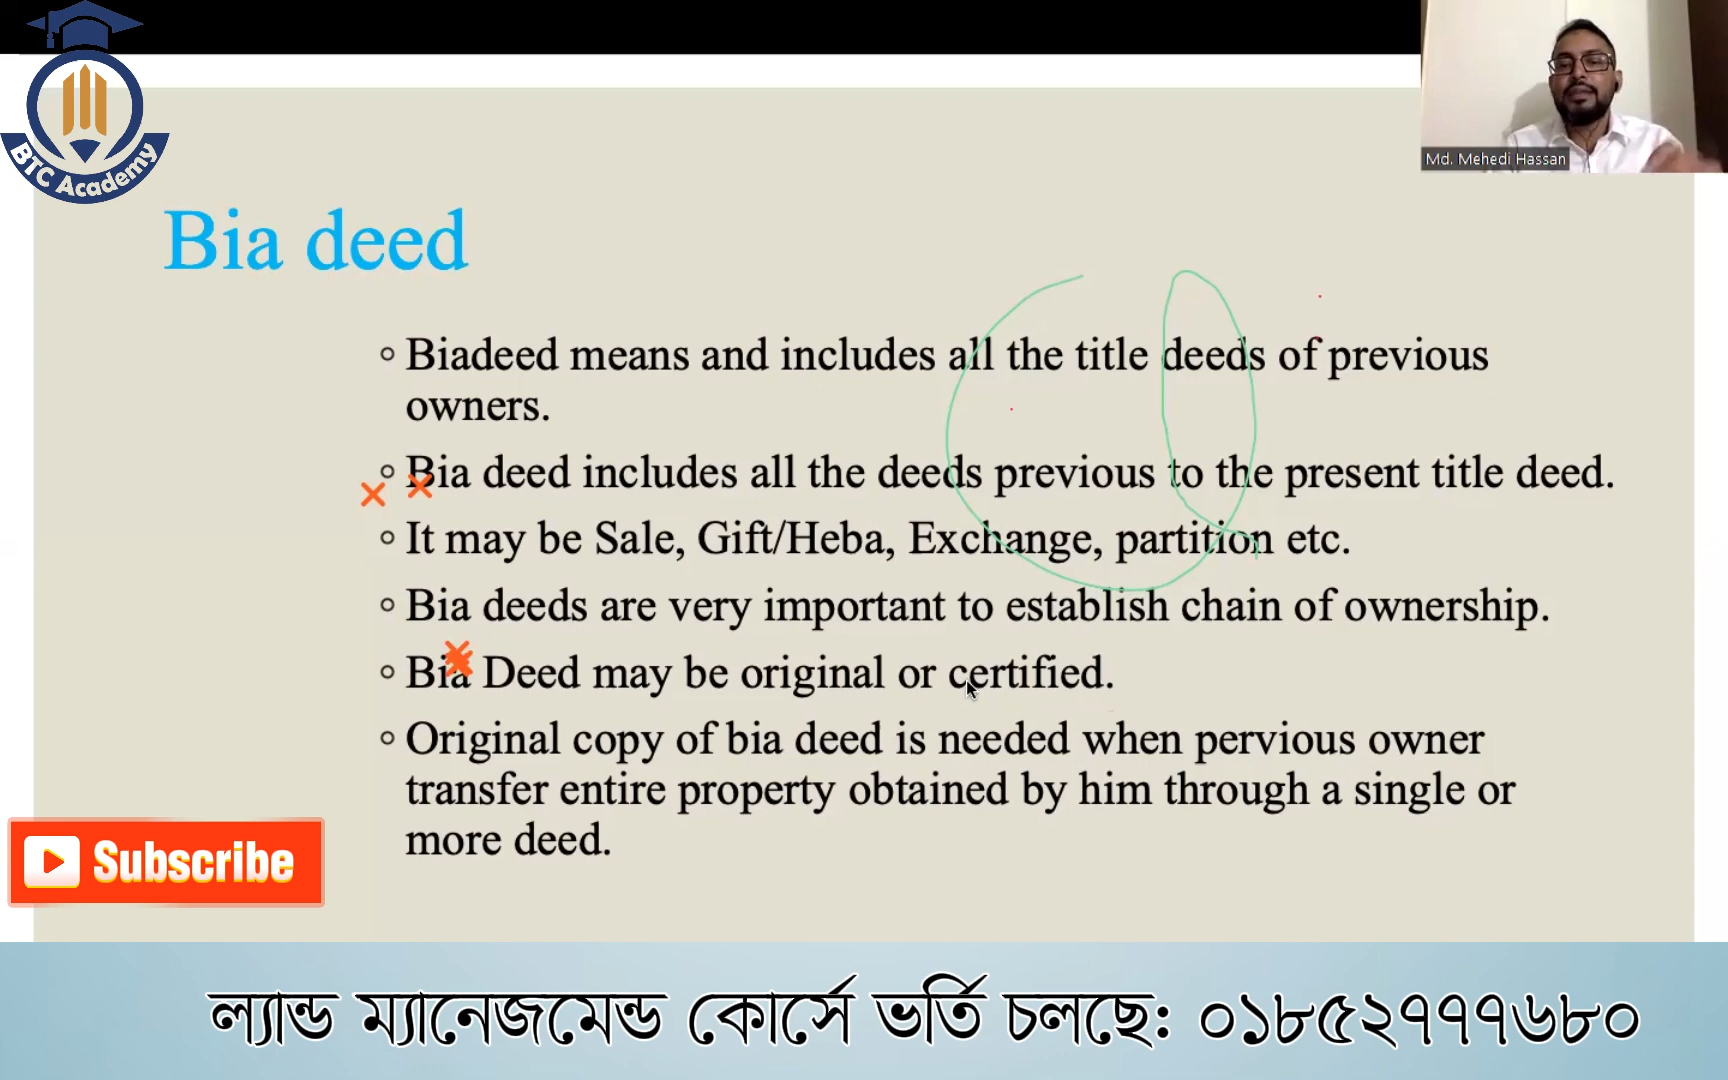 BTC Academy
Md. Mehedi Hassan
Bia deed
Biadeed means and includes all the title deeds of previous
owners.
Bia deed includes all the deeds previous to the present title deed.
It may be Sale, Gift/Heba, Exchange, partition etc.
Bia deeds are very important to establish chain of ownership.
Bia Deed may be original or certified.
Original copy of bia deed is needed when pervious owner
transfer entire property obtained by him through a single or
more deed.
Subscribe
ল্যান্ড ম্যানেজমেন্ড কোর্সে ভর্তি চলছে: ০১৮৫২৭৭৭৬৮০